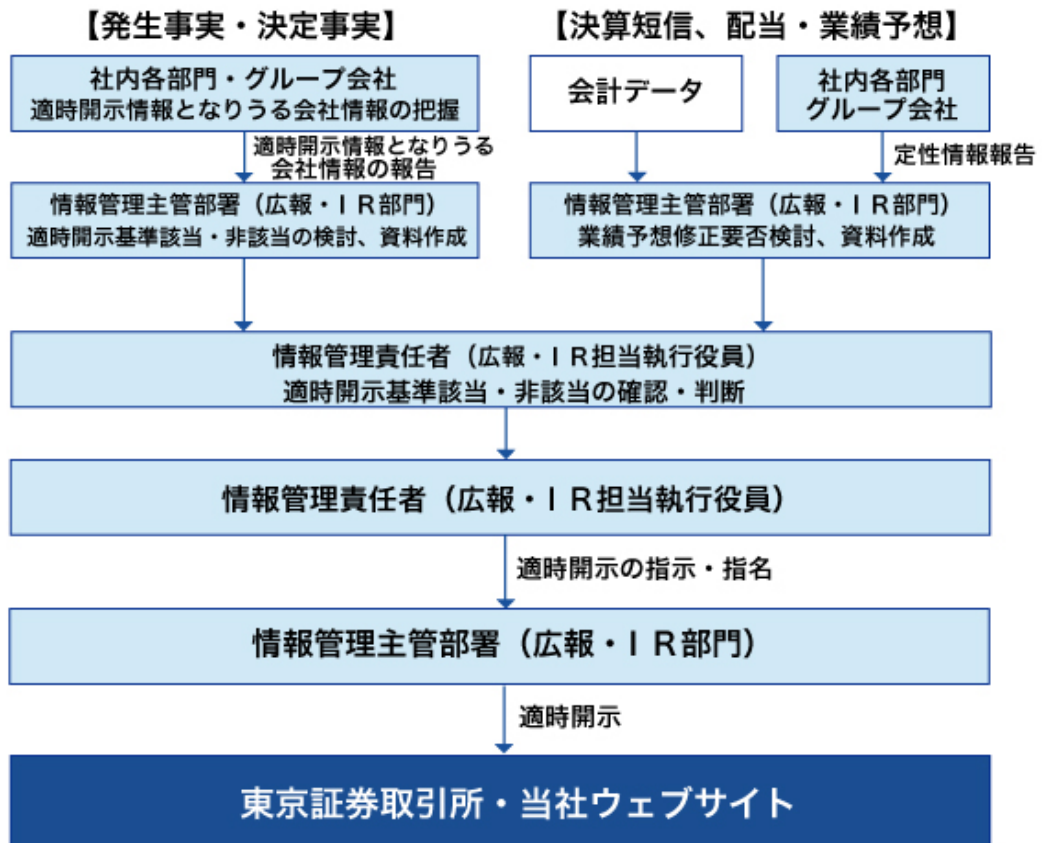 【発生事実・決定事実】
社内各部門・グループ会社
適時開示情報となりうる会社情報の把握
適時開示情報となりうる
会社情報の報告
情報管理主管部署（広報・ＩＲ部門）
適時開示基準該当・非該当の検討、資料作成
【決算短信、配当・業績予想】
会計データ
社内各部門
グループ会社
定性情報報告
情報管理主管部署（広報・ＩＲ部門）
業績予想修正要否検討、資料作成
情報管理責任者（広報・ＩＲ担当執行役員）
適時開示基準該当・非該当の確認・判断
情報管理責任者（広報・ＩＲ担当執行役員）
適時開示の指示・指名
情報管理主管部署（広報・ＩＲ部門）
適時開示
東京証券取引所・当社ウェブサイト